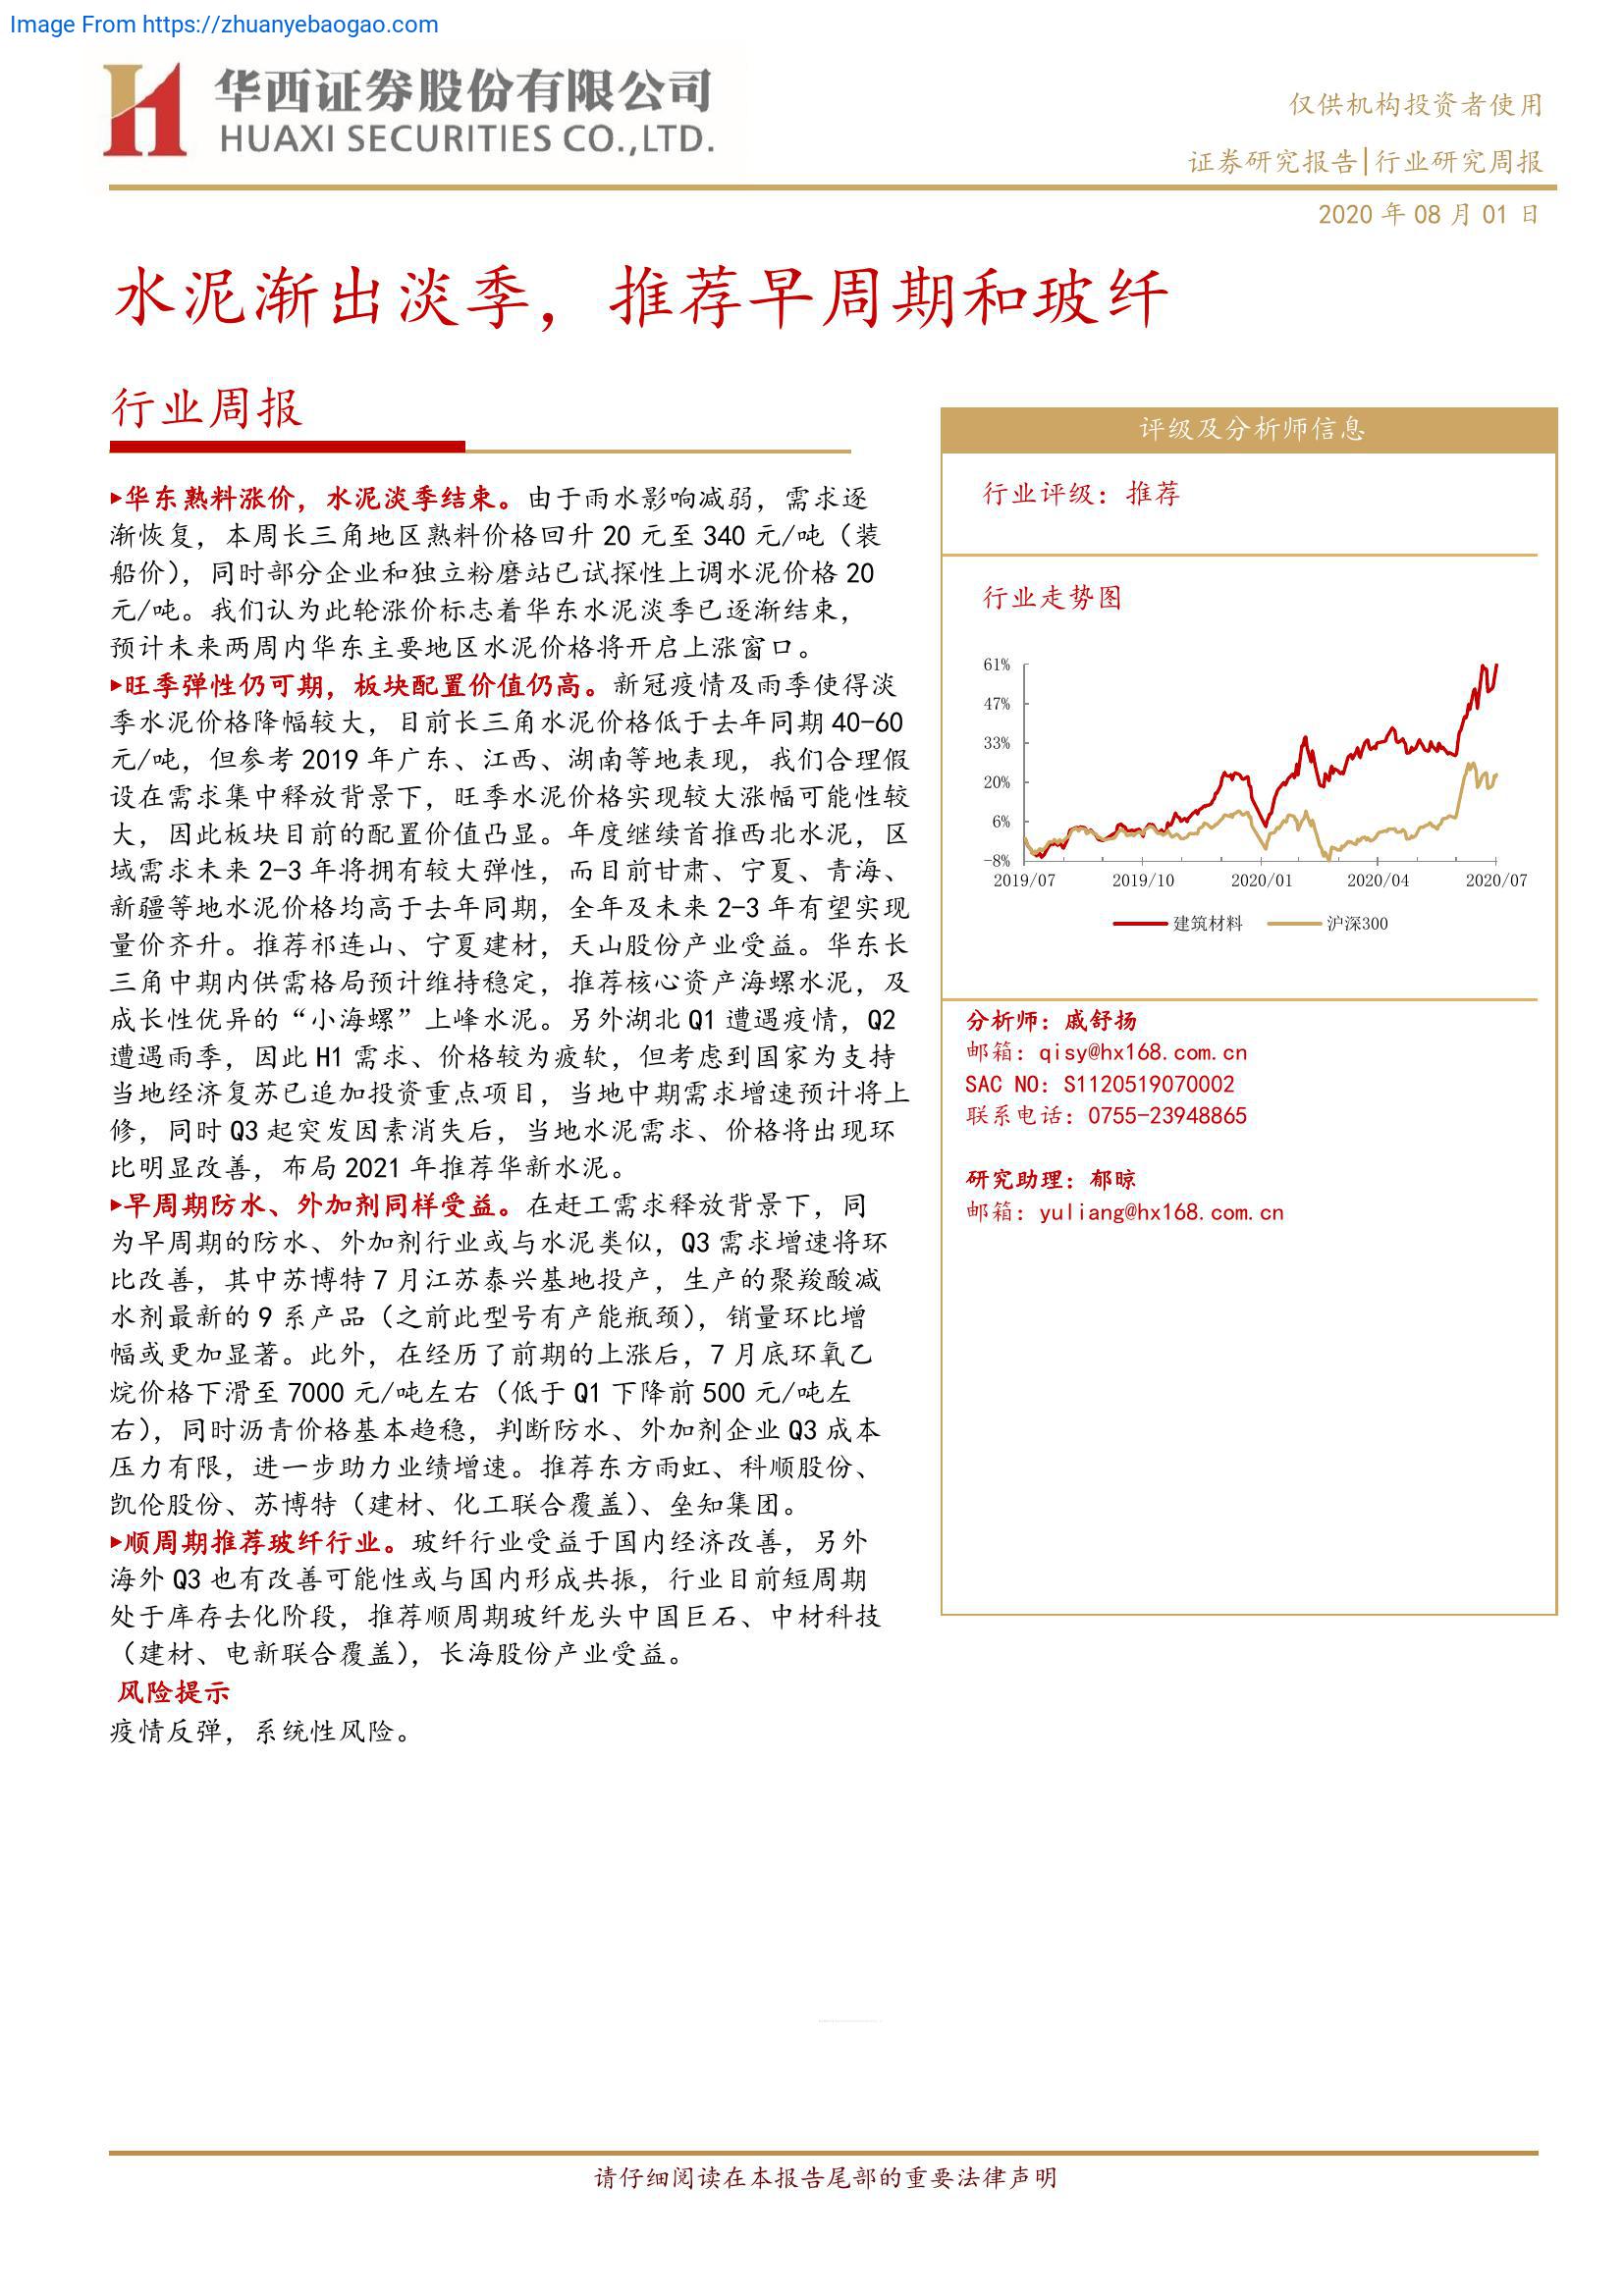 Image From https://zhuanyebaogao.com
华西证券股份有限公司
HUAXI SECURITIES CO.,LTD.
仅供机构投资者使用
证券研究报告|行业研究周报
2020 年 08 月 01 日
水泥渐出淡季，推荐早周期和玻纤
行业周报
▸华东熟料涨价，水泥淡季结束。由于雨水影响减弱，需求逐
渐恢复，本周长三角地区熟料价格回升 20 元至 340 元/吨（装
船价），同时部分企业和独立粉磨站已试探性上调水泥价格 20
元/吨。我们认为此轮涨价标志着华东水泥淡季已逐渐结束，
预计未来两周内华东主要地区水泥价格将开启上涨窗口。
▸旺季弹性仍可期，板块配置价值仍高。新冠疫情及雨季使得淡
季水泥价格降幅较大，目前长三角水泥价格低于去年同期 40-60
元/吨，但参考 2019 年广东、江西、湖南等地表现，我们合理假
设在需求集中释放背景下，旺季水泥价格实现较大涨幅可能性较
大，因此板块目前的配置价值凸显。年度继续首推西北水泥，区
域需求未来 2-3 年将拥有较大弹性，而目前甘肃、宁夏、青海、
新疆等地水泥价格均高于去年同期，全年及未来 2-3 年有望实现
量价齐升。推荐祁连山、宁夏建材，天山股份产业受益。华东长
三角中期内供需格局预计维持稳定，推荐核心资产海螺水泥，及
成长性优异的“小海螺”上峰水泥。另外湖北 Q1 遭遇疫情，Q2
遭遇雨季，因此 H1 需求、价格较为疲软，但考虑到国家为支持
当地经济复苏已追加投资重点项目，当地中期需求增速预计将上
修，同时 Q3 起突发因素消失后，当地水泥需求、价格将出现环
比明显改善，布局 2021 年推荐华新水泥。
▸早周期防水、外加剂同样受益。在赶工需求释放背景下，同
为早周期的防水、外加剂行业或与水泥类似，Q3 需求增速将环
比改善，其中苏博特 7 月江苏泰兴基地投产，生产的聚羧酸减
水剂最新的 9 系产品（之前此型号有产能瓶颈），销量环比增
幅或更加显著。此外，在经历了前期的上涨后，7 月底环氧乙
烷价格下滑至 7000 元/吨左右（低于 Q1 下降前 500 元/吨左
右），同时沥青价格基本趋稳，判断防水、外加剂企业 Q3 成本
压力有限，进一步助力业绩增速。推荐东方雨虹、科顺股份、
凯伦股份、苏博特（建材、化工联合覆盖）、垒知集团。
▸顺周期推荐玻纤行业。玻纤行业受益于国内经济改善，另外
海外 Q3 也有改善可能性或与国内形成共振，行业目前短周期
处于库存去化阶段，推荐顺周期玻纤龙头中国巨石、中材科技
（建材、电新联合覆盖），长海股份产业受益。
风险提示
疫情反弹，系统性风险。
评级及分析师信息
行业评级：推荐
行业走势图
61%
47%
33%
20%
6%
-8%
2019/07 2019/10 2020/01 2020/04 2020/07
建筑材料 沪深300
分析师：戚舒扬
邮箱：qisy@hx168.com.cn
SAC NO：S1120519070002
联系电话：0755-23948865
研究助理：郁晾
邮箱：yuliang@hx168.com.cn
请仔细阅读在本报告尾部的重要法律声明